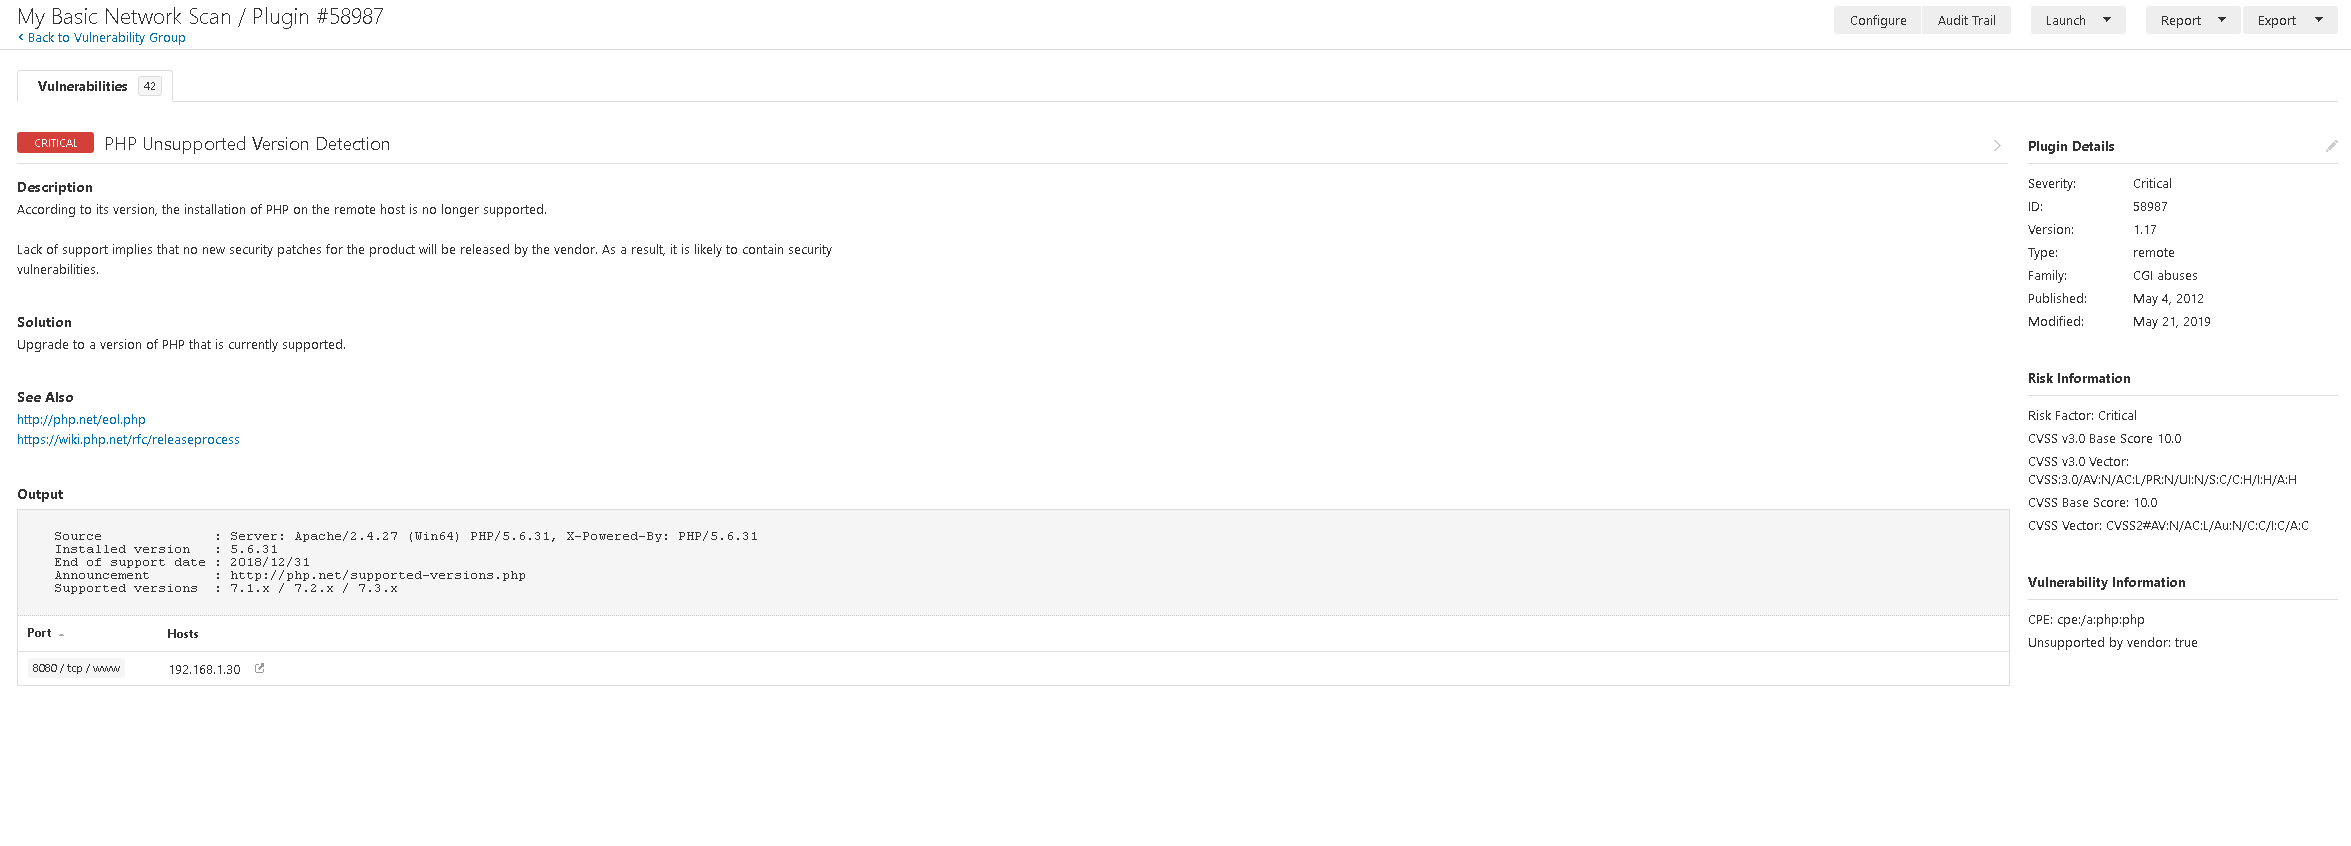 My Basic Network Scan / Plugin #58987
Configure Audit Trail Launch Report Export
< Back to Vulnerability Group
Vulnerabilities 42
CRITICAL PHP Unsupported Version Detection
Description
According to its version, the installation of PHP on the remote host is no longer supported.
Lack of support implies that no new security patches for the product will be released by the vendor. As a result, it is likely to contain security
vulnerabilities.
Solution
Upgrade to a version of PHP that is currently supported.
See Also
http://php.net/eol.php
https://wiki.php.net/rfc/releaseprocess
Output
Source : Server: Apache/2.4.27 (Win64) PHP/5.6.31, X-Powered-By: PHP/5.6.31
Installed version : 5.6.31
End of support date : 2018/12/31
Announcement : http://php.net/supported-versions.php
Supported versions : 7.1.x / 7.2.x / 7.3.x
Port Hosts
8080 / tcp / www 192.168.1.30
Plugin Details
Severity: Critical
ID: 58987
Version: 1.17
Type: remote
Family: CGI abuses
Published: May 4, 2012
Modified: May 21, 2019
Risk Information
Risk Factor: Critical
CVSS v3.0 Base Score 10.0
CVSS v3.0 Vector:
CVSS:3.0/AV:N/AC:L/PR:N/UI:N/S:C/C:H/I:H/A:H
CVSS Base Score: 10.0
CVSS Vector: CVSS2#AV:N/AC:L/Au:N/C:C/I:C/A:C
Vulnerability Information
CPE: cpe:/a:php:php
Unsupported by vendor: true